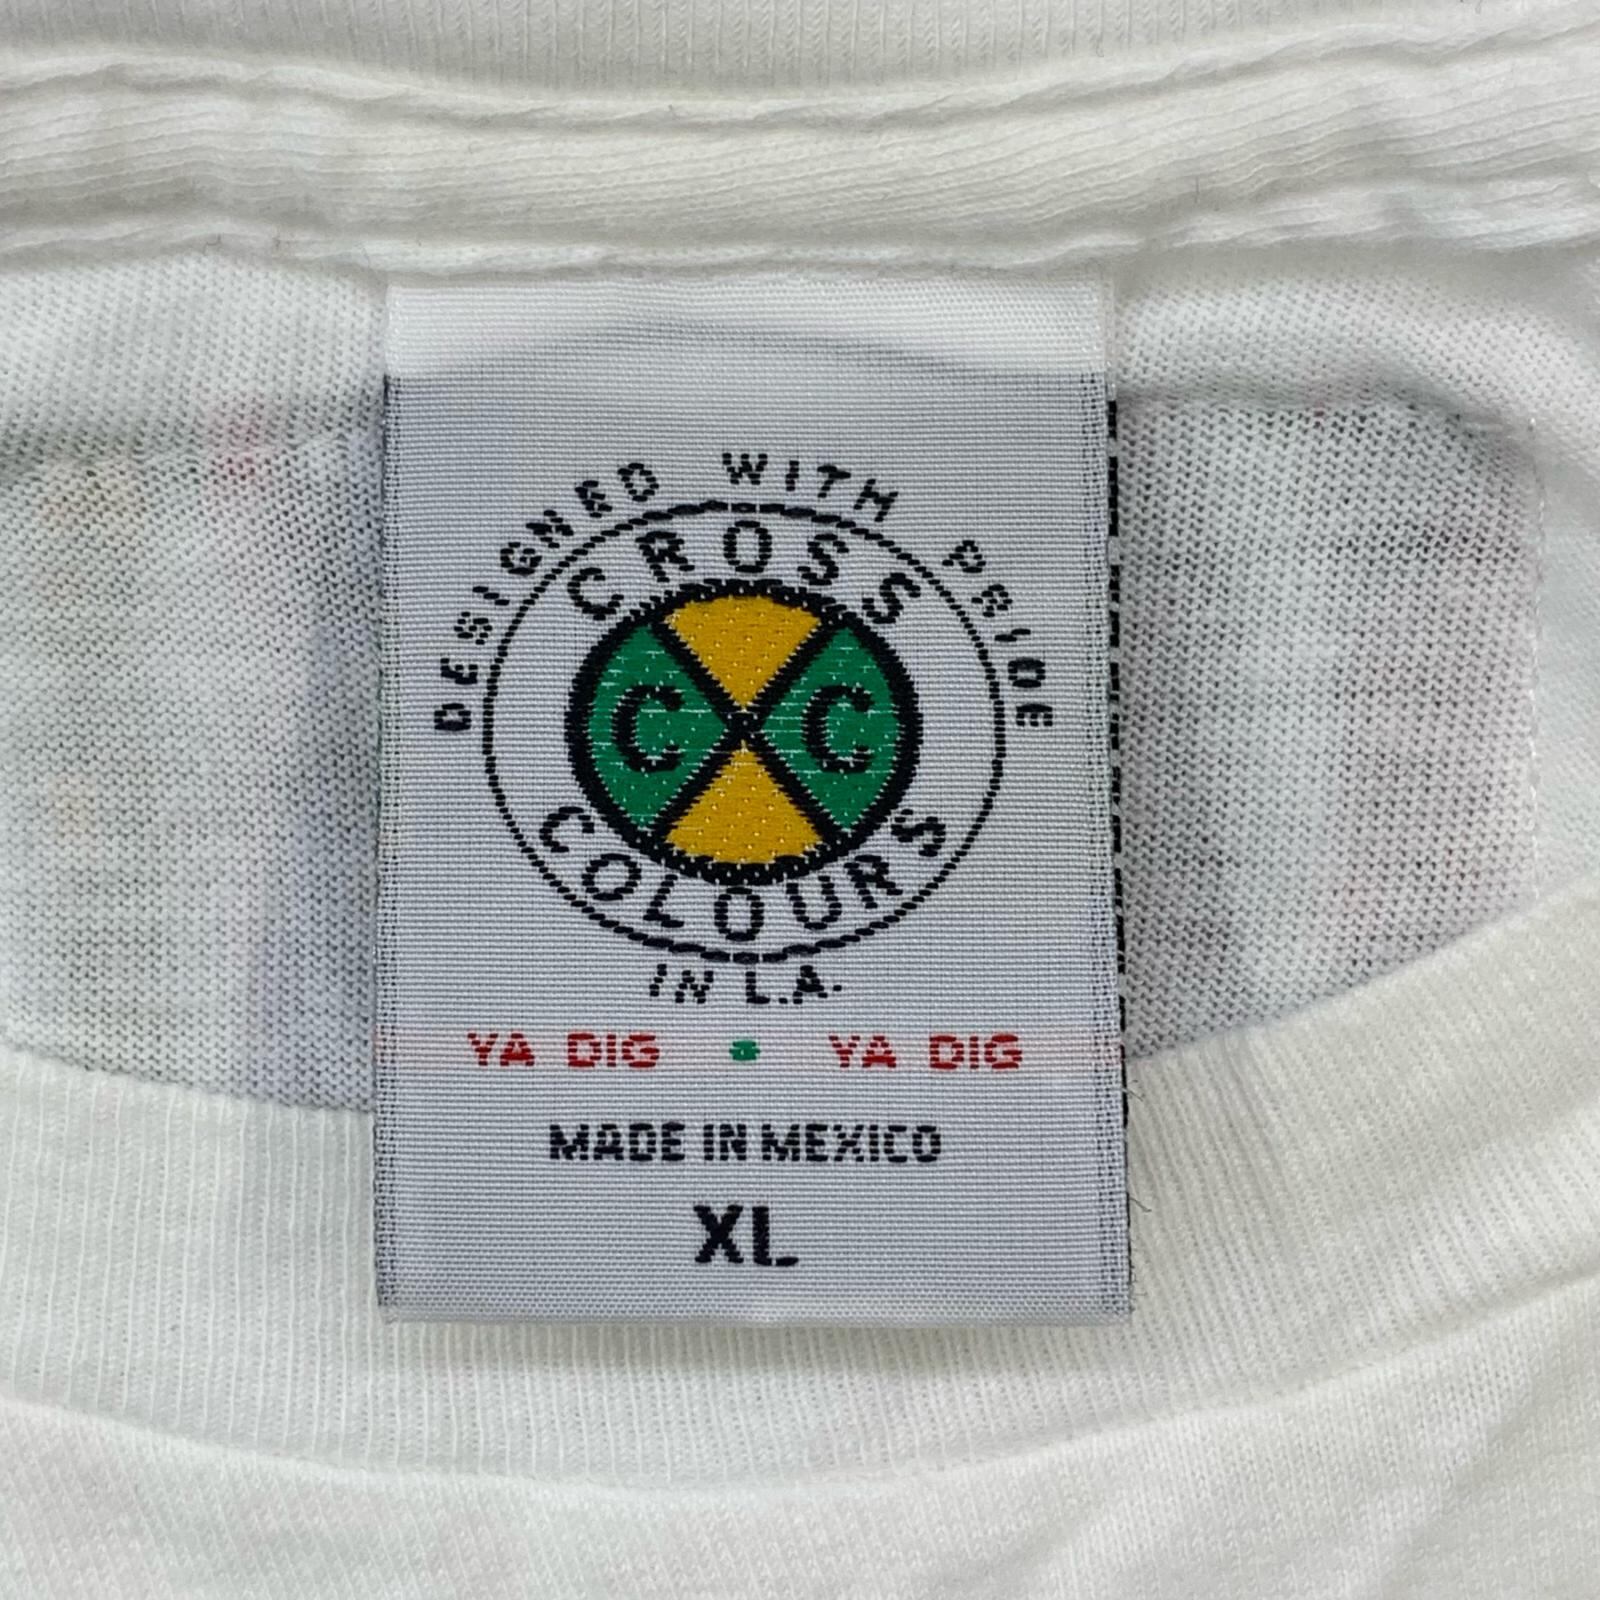 DESIGNED WITH PRIDE
CROSS
C C
COLOURS
IN L.A.
YA DIG • YA DIG
MADE IN MEXICO
XL